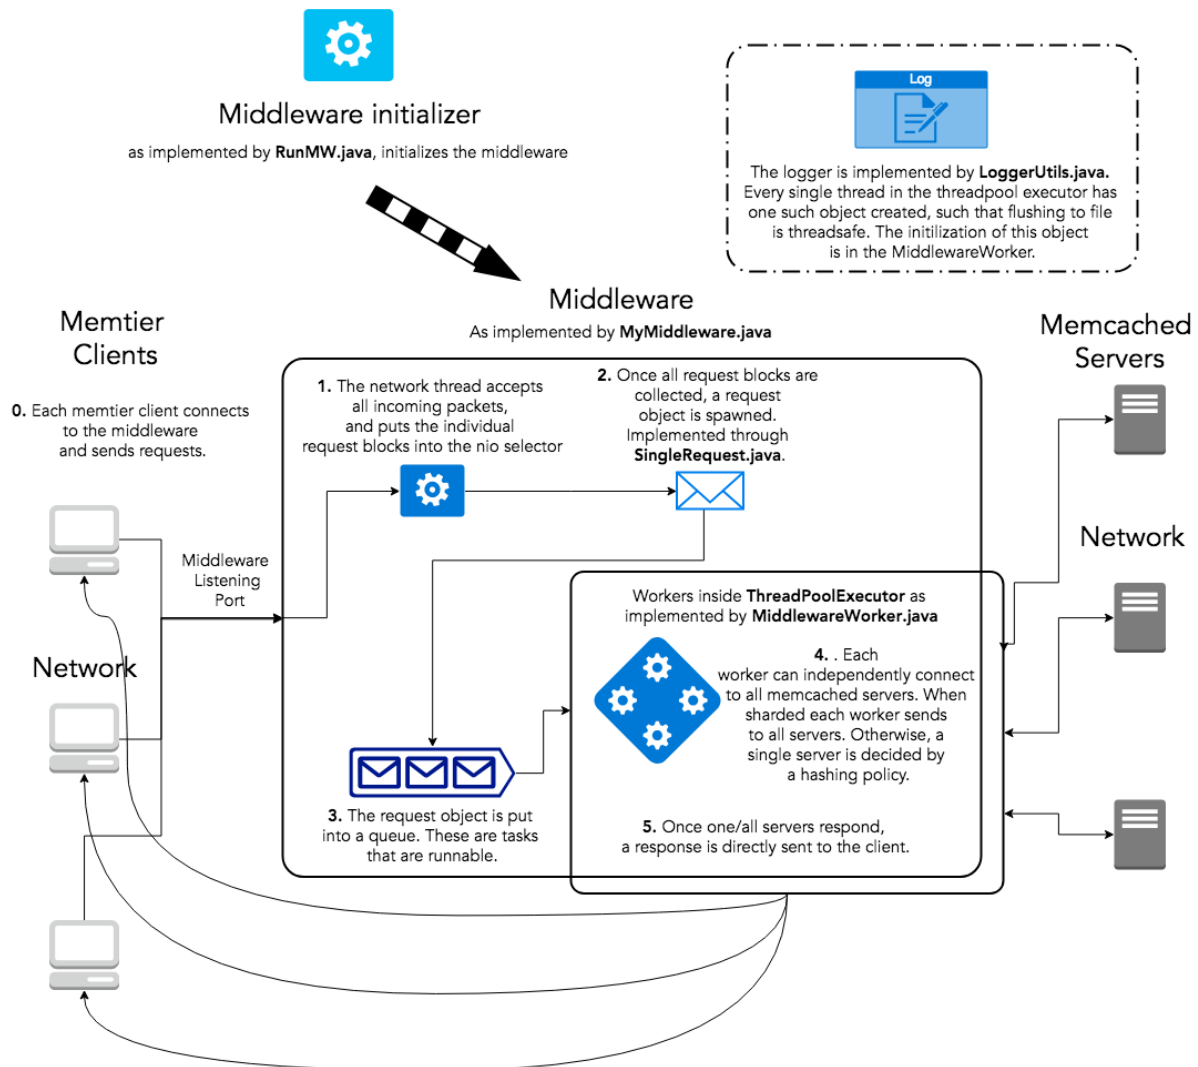 Middleware initializer
as implemented by RunMW.java, initializes the middleware
Log
The logger is implemented by LoggerUtils.java.
Every single thread in the threadpool executor has
one such object created, such that flushing to file
is threadsafe. The initilization of this object
is in the MiddlewareWorker.
Middleware
As implemented by MyMiddleware.java
Memtier
Clients
0. Each memtier client connects
to the middleware
and sends requests.
Network
Middleware
Listening
Port
1. The network thread accepts
all incoming packets,
and puts the individual
request blocks into the nio selector
2. Once all request blocks are
collected, a request
object is spawned.
Implemented through
SingleRequest.java.
3. The request object is put
into a queue. These are tasks
that are runnable.
Workers inside ThreadPoolExecutor as
implemented by MiddlewareWorker.java
4. . Each
worker can independently connect
to all memcached servers. When
sharded each worker sends
to all servers. Otherwise, a
single server is decided by
a hashing policy.
5. Once one/all servers respond,
a response is directly sent to the client.
Memcached
Servers
Network